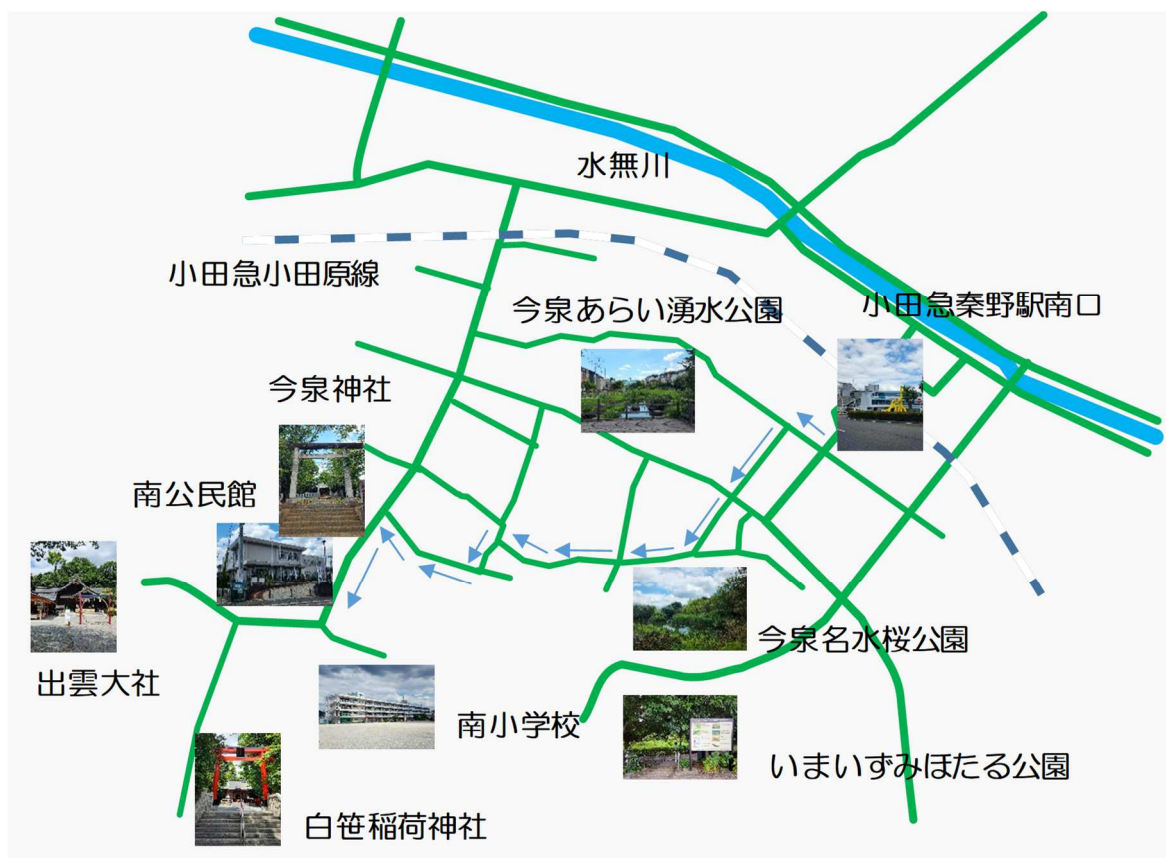 水無川
小田急小田原線
今泉あらい湧水公園
小田急秦野駅南口
今泉神社
南公民館
今泉名水桜公園
出雲大社
南小学校
いまいずみほたる公園
白笹稲荷神社